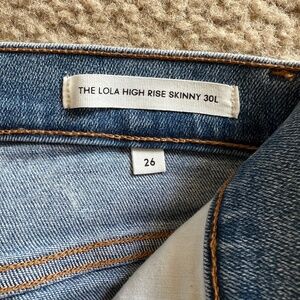 THE LOLA HIGH RISE SKINNY 30L
26